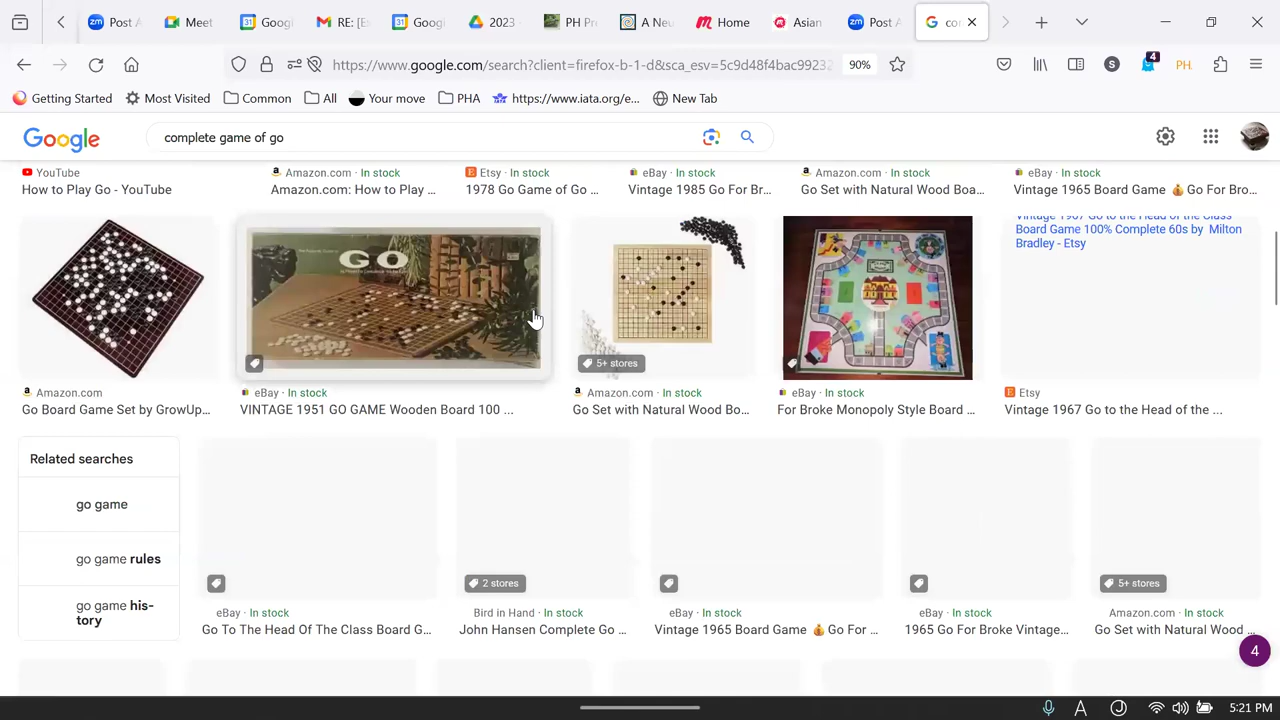 Post A
Meet
Googl
RE: [E
Googl
2023
PH Pr
A New
Home
Asian
Post A
co
https://www.google.com/search?client=firefox-b-1-d&sca_esv=5c9d48f4bac99232
90%
S
4
PH
Getting Started
Most Visited
Common
All
Your move
PHA
https://www.iata.org/e...
New Tab
Google
complete game of go
YouTube
Amazon.com · In stock
Etsy · In stock
eBay · In stock
Amazon.com · In stock
eBay · In stock
How to Play Go - YouTube
Amazon.com: How to Play ...
1978 Go Game of Go ...
Vintage 1985 Go For Br...
Go Set with Natural Wood Boa...
Vintage 1965 Board Game 💰 Go For Bro...
Vintage 1967 Go to the Head of the Class
Board Game 100% Complete 60s by Milton
Bradley - Etsy
GO
5+ stores
Amazon.com
eBay · In stock
Amazon.com · In stock
eBay · In stock
Etsy
Go Board Game Set by GrowUp...
VINTAGE 1951 GO GAME Wooden Board 100 ...
Go Set with Natural Wood Bo...
For Broke Monopoly Style Board ...
Vintage 1967 Go to the Head of the ...
Related searches
go game
go game rules
go game his-
tory
2 stores
5+ stores
eBay · In stock
Bird in Hand · In stock
eBay · In stock
eBay · In stock
Amazon.com · In stock
Go To The Head Of The Class Board G...
John Hansen Complete Go ...
Vintage 1965 Board Game 💰 Go For ...
1965 Go For Broke Vintage...
Go Set with Natural Wood ...
4
A
5:21 PM